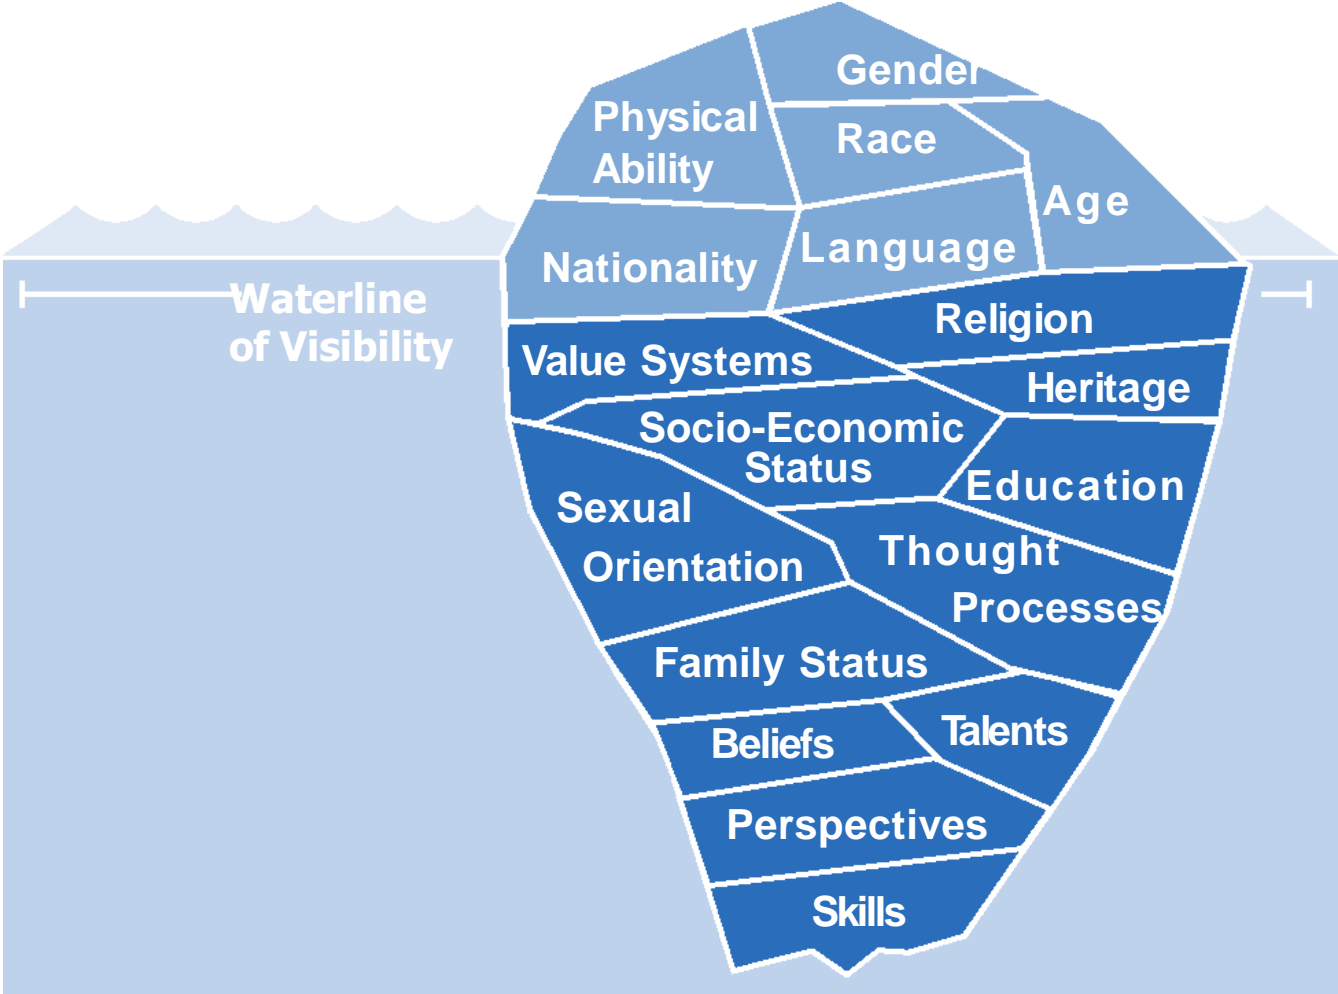 Gender
Physical
Ability
Race
Age
Nationality
Language
Waterline
of Visibility
Religion
Value Systems
Heritage
Socio-Economic
Status
Education
Sexual
Orientation
Thought
Processes
Family Status
Beliefs
Talents
Perspectives
Skills